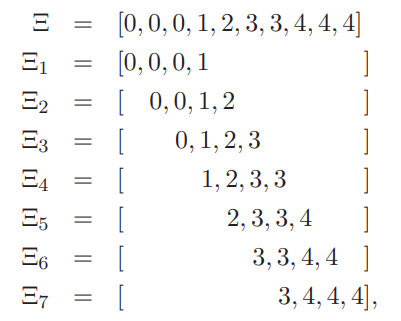 Ξ = [0, 0, 0, 1, 2, 3, 3, 4, 4, 4]
Ξ₁ = [0, 0, 0, 1 ]
Ξ₂ = [ 0, 0, 1, 2 ]
Ξ₃ = [ 0, 1, 2, 3 ]
Ξ₄ = [ 1, 2, 3, 3 ]
Ξ₅ = [ 2, 3, 3, 4 ]
Ξ₆ = [ 3, 3, 4, 4 ]
Ξ₇ = [ 3, 4, 4, 4],